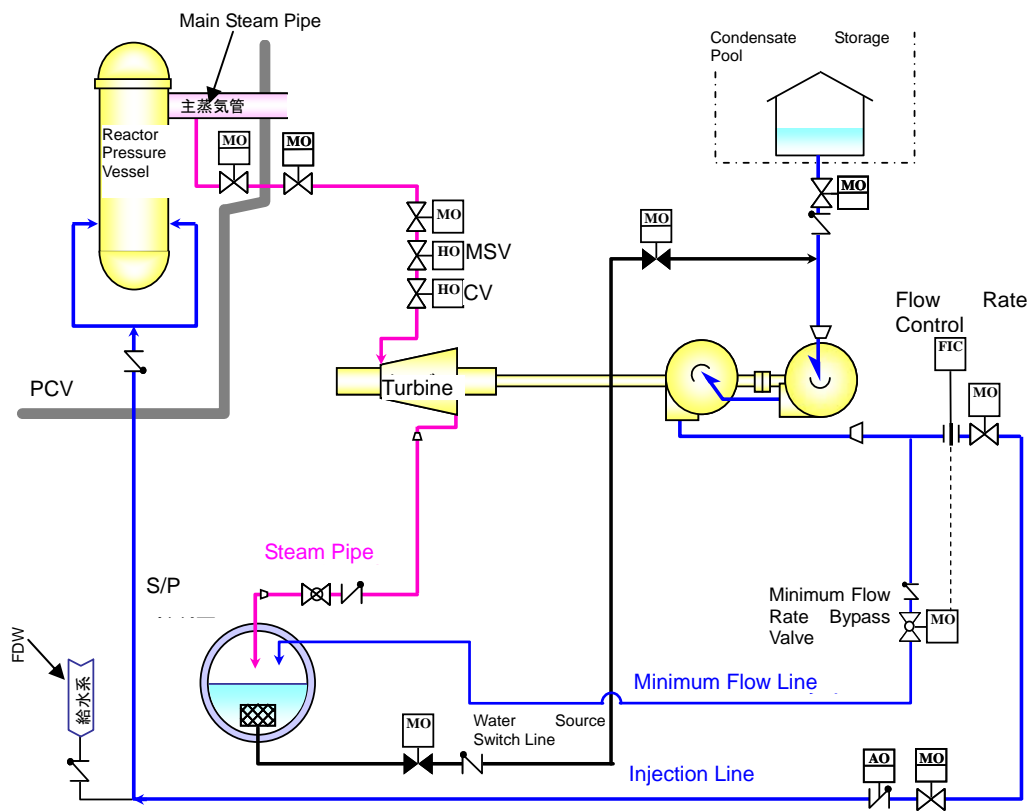 Main Steam Pipe
主蒸気管
Reactor
Pressure
Vessel
MO
MO
Condensate Storage
Pool
MO
MO
MO
HO MSV
HO CV
Flow Rate
Control
FIC
MO
PCV
Turbine
Steam Pipe
S/P
Minimum Flow
Rate Bypass
Valve
MO
FDW
給水系
Minimum Flow Line
MO
Water Source
Switch Line
Injection Line
AO
MO